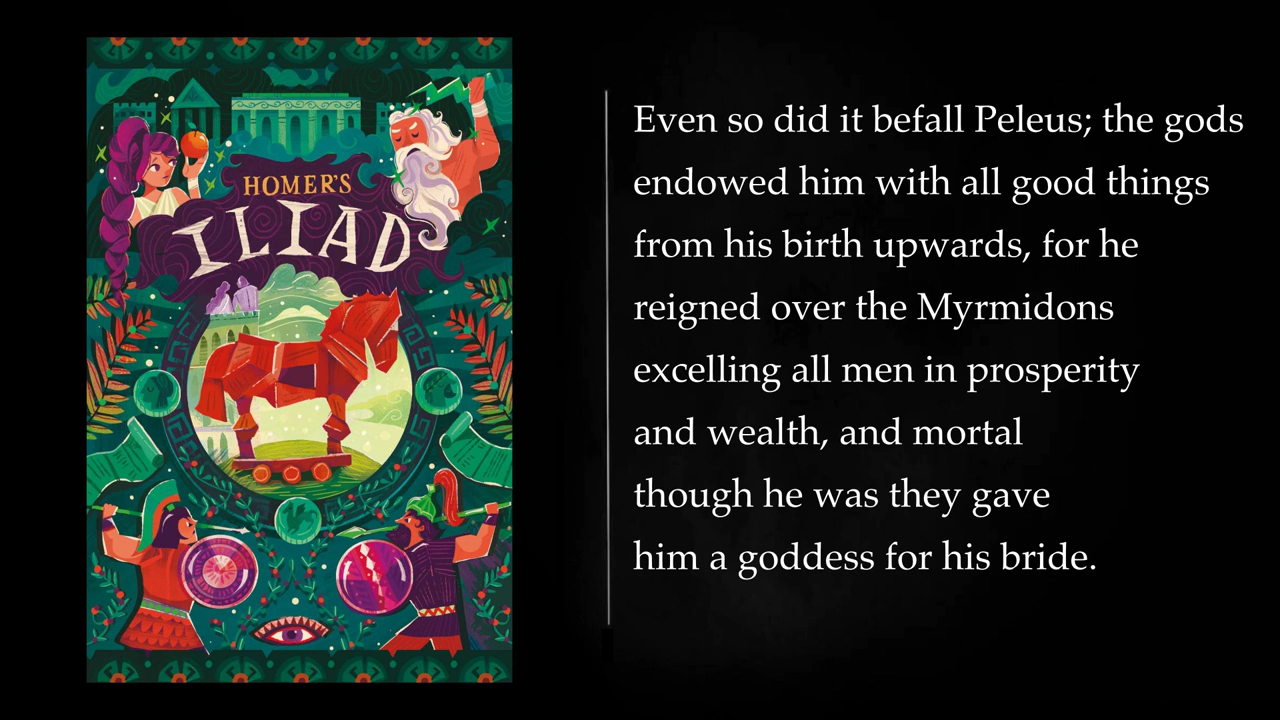 HOMER'S
ILIAD
Even so did it befall Peleus; the gods
endowed him with all good things
from his birth upwards, for he
reigned over the Myrmidons
excelling all men in prosperity
and wealth, and mortal
though he was they gave
him a goddess for his bride.